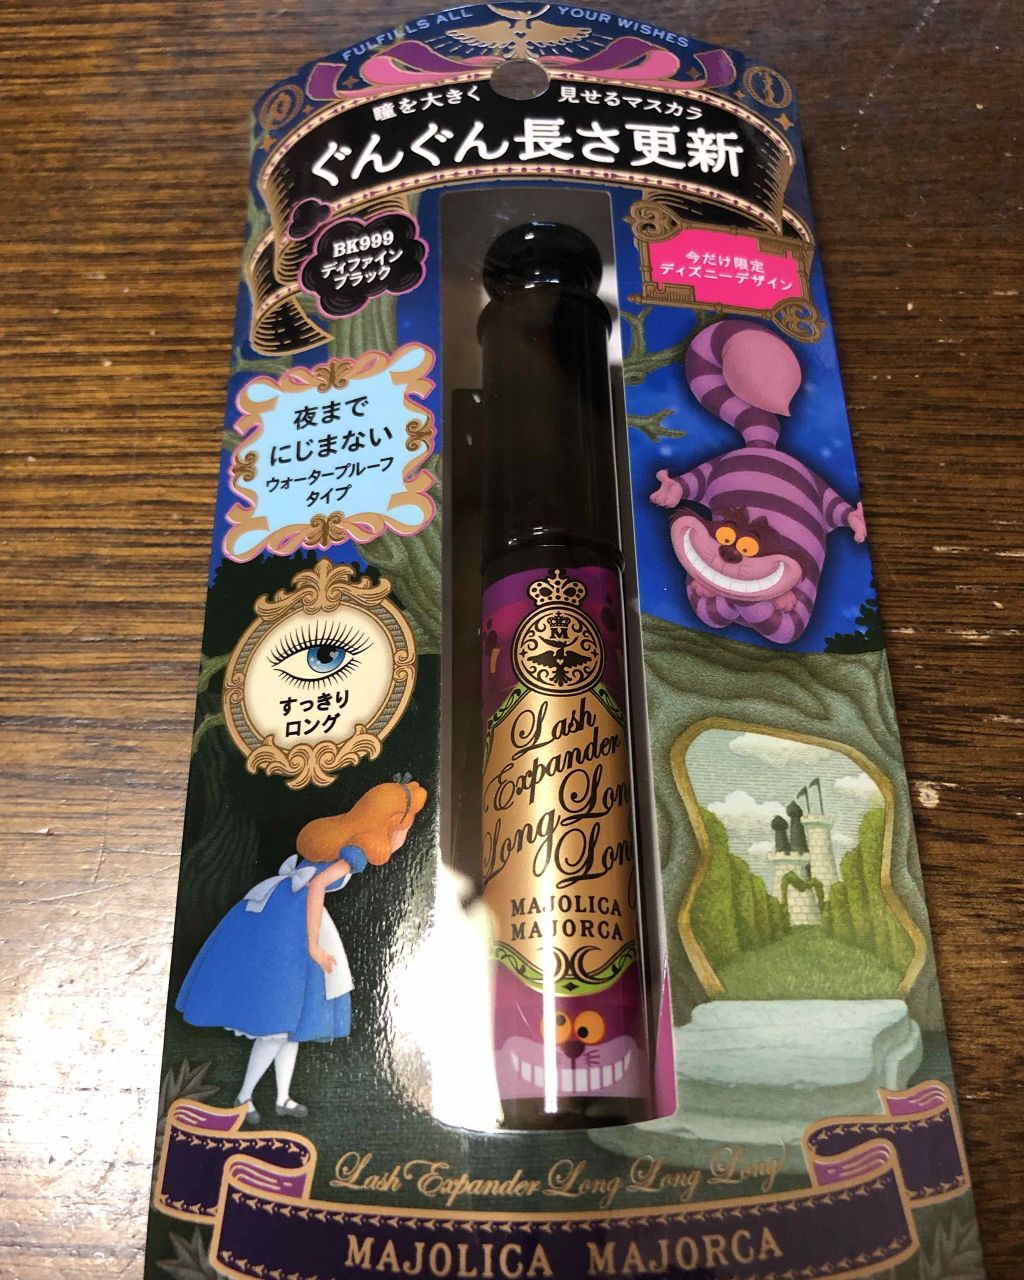 FULFILLS ALL YOUR WISHES
瞳を大きく 見せるマスカラ
ぐんぐん長さ更新
BK999
ディファイン
ブラック
今だけ限定
ディズニーデザイン
夜まで
にじまない
ウォータープルーフ
タイプ
すっきり
ロング
M
Lash
Expander
Long Long
Long
MAJOLICA
MAJORCA
Lash Expander Long Long Long
MAJOLICA MAJORCA